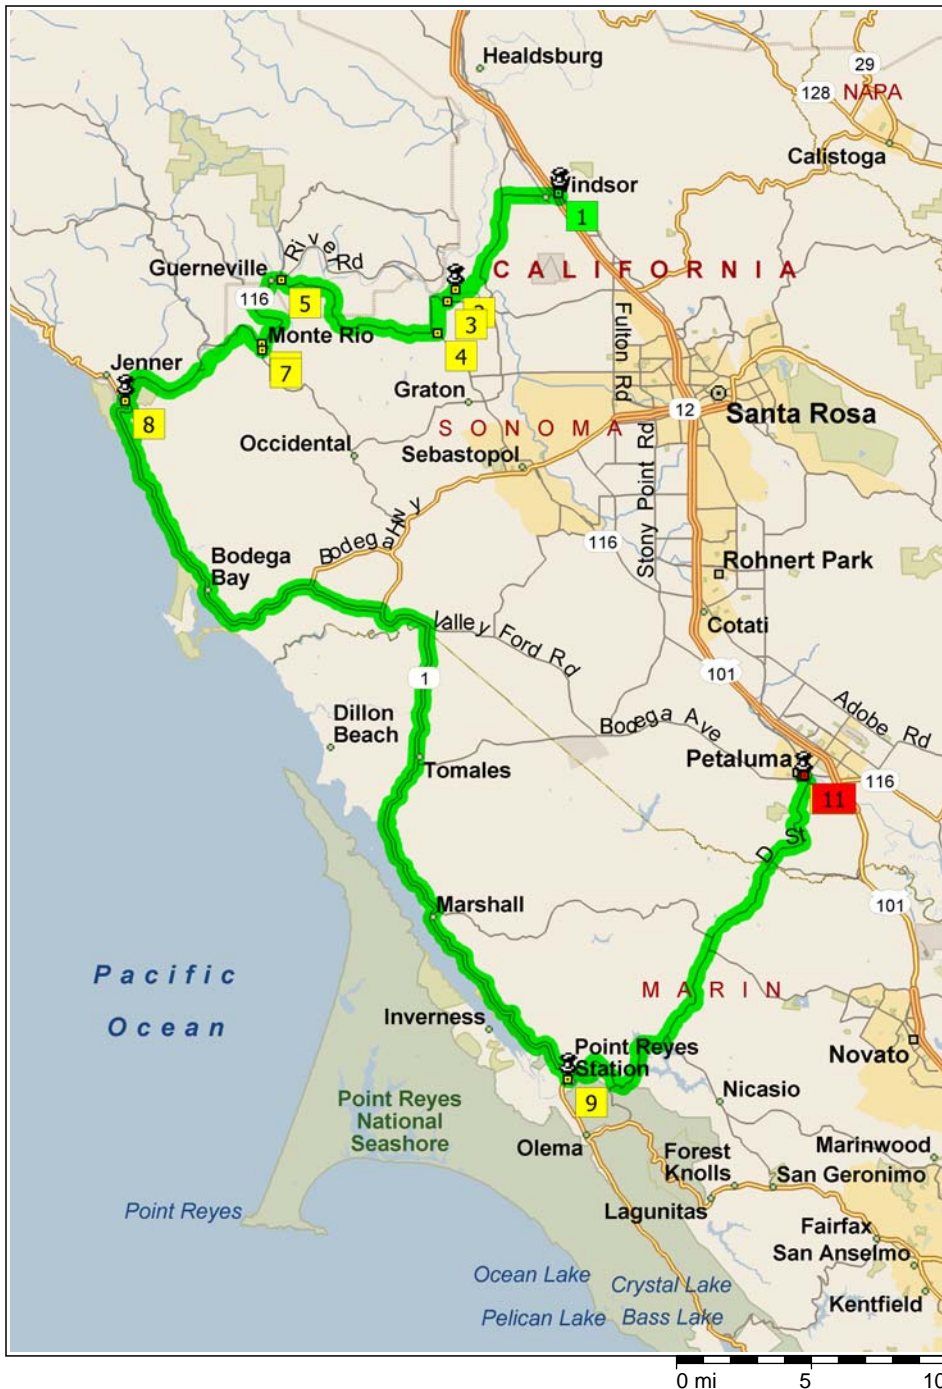 Healdsburg
29
128
NAPA
Calistoga
Windsor
1
River Rd
Guerneville
CALIFORNIA
116
5
3
Monte Rio
4
7
Fulton Rd
Jenner
8
Graton
12
Santa Rosa
SONOMA
Occidental
Sebastopol
Stony Point Rd
Bodega Hwy
116
Bodega
Bay
Rohnert Park
Cotati
Valley Ford Rd
1
101
Dillon
Beach
Bodega Ave
Adobe Rd
Tomales
Petaluma
116
11
D St
Marshall
101
Pacific
Ocean
MARIN
Inverness
Point Reyes
Station
Novato
9
Nicasio
Point Reyes
National
Seashore
Olema
Forest
Knolls
Marinwood
San Geronimo
Lagunitas
Point Reyes
Fairfax
San Anselmo
Ocean Lake
Crystal Lake
Pelican Lake
Bass Lake
Kentfield
0 mi 5 10